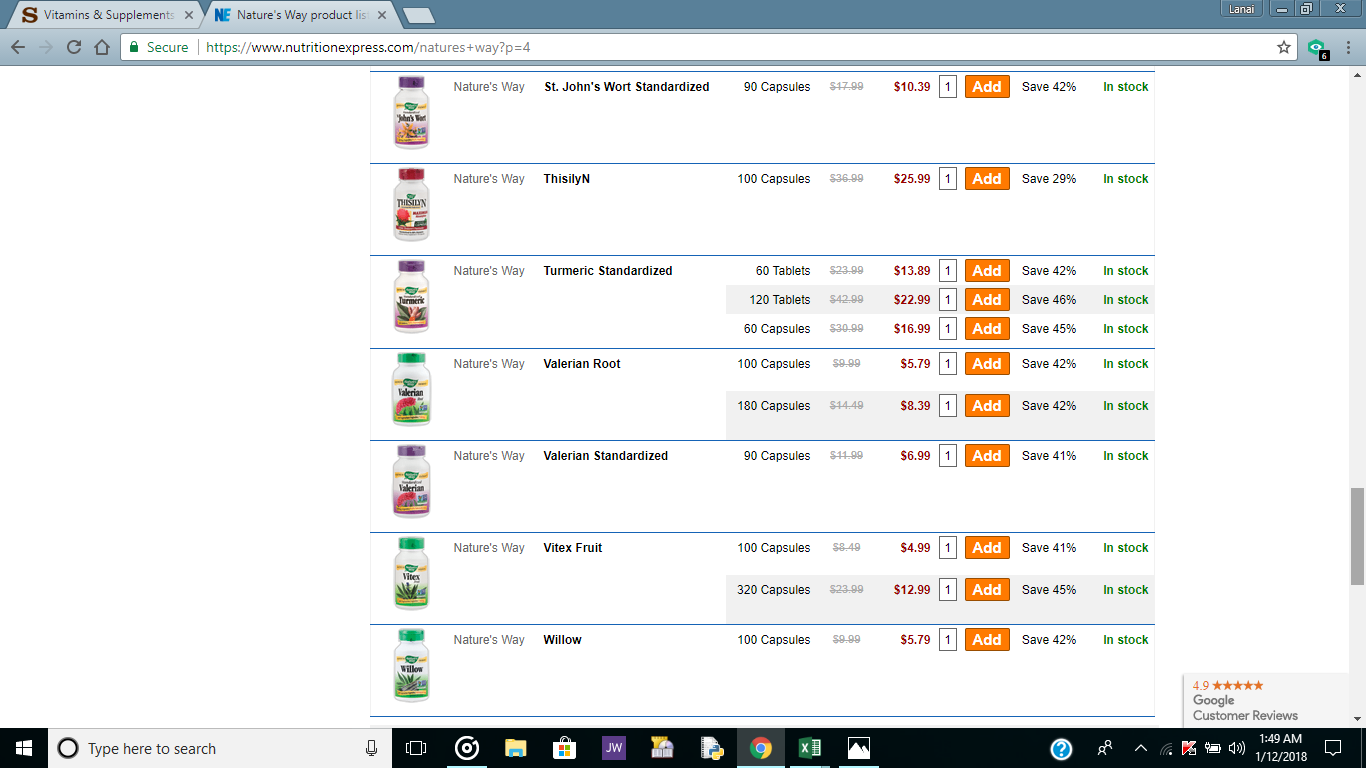 Vitamins & Supplements
Nature's Way product lis
Lanai
Secure
https://www.nutritionexpress.com/natures+way?p=4
6
Nature's Way St. John's Wort Standardized 90 Capsules $17.99 $10.39 1 Add Save 42% In stock
John's Wort
Nature's Way ThisilyN 100 Capsules $36.99 $25.99 1 Add Save 29% In stock
THISILYN
Nature's Way Turmeric Standardized 60 Tablets $23.99 $13.89 1 Add Save 42% In stock
120 Tablets $42.99 $22.99 1 Add Save 46% In stock
Turmeric
60 Capsules $30.99 $16.99 1 Add Save 45% In stock
Nature's Way Valerian Root 100 Capsules $9.99 $5.79 1 Add Save 42% In stock
Valerian
180 Capsules $14.49 $8.39 1 Add Save 42% In stock
Nature's Way Valerian Standardized 90 Capsules $11.99 $6.99 1 Add Save 41% In stock
Valerian
Nature's Way Vitex Fruit 100 Capsules $8.49 $4.99 1 Add Save 41% In stock
Vitex
320 Capsules $23.99 $12.99 1 Add Save 45% In stock
Nature's Way Willow 100 Capsules $9.99 $5.79 1 Add Save 42% In stock
Willow
4.9 ★★★★★
Google
Customer Reviews
Type here to search
JW
1:49 AM
1/12/2018